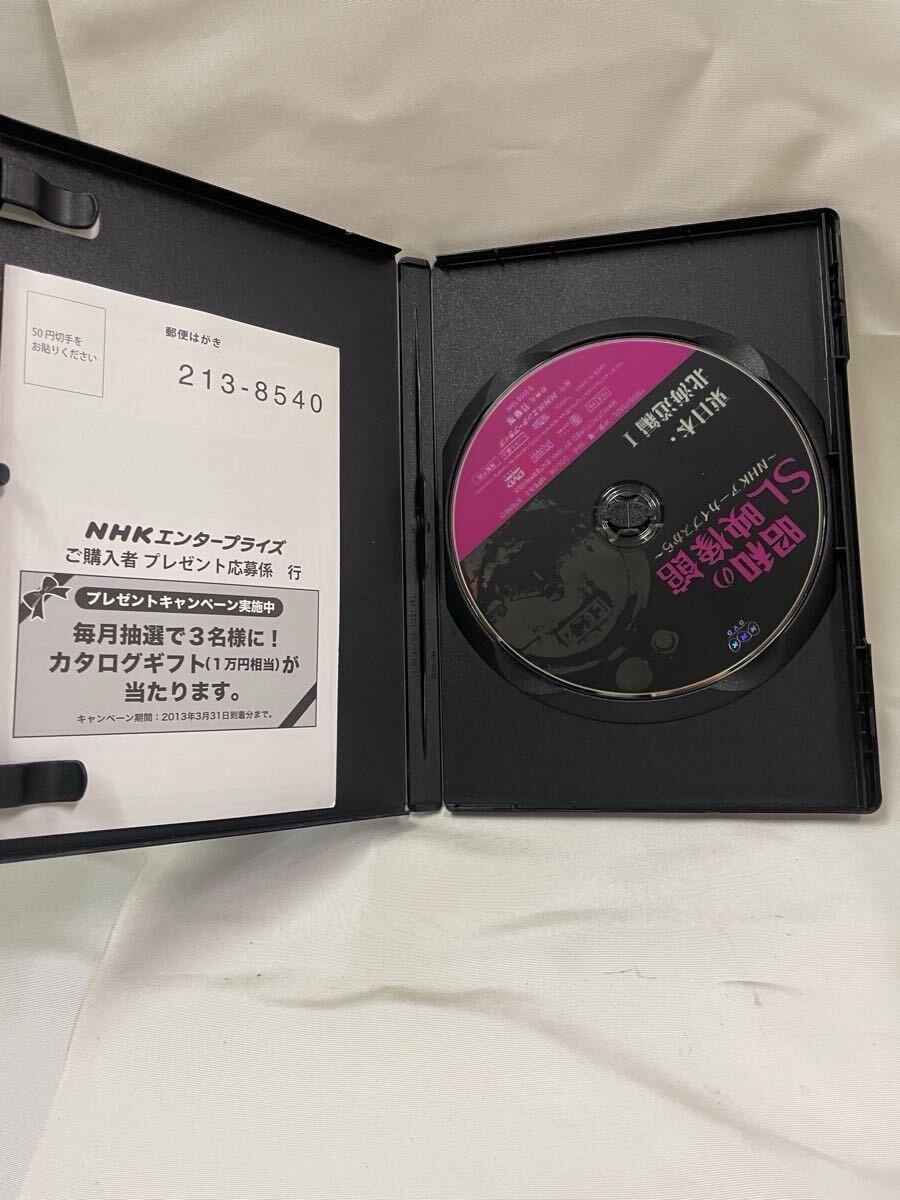 50円切手を
お貼りください
郵便はがき
213-8540
NHKエンタープライズ
ご購入者 プレゼント応募係 行
プレゼントキャンペーン実施中
毎月抽選で3名様に!
カタログギフト(1万円相当)が
当たります。
キャンペーン期間:2013年3月31日到着分まで。
NHK
DVD
昭和の
SL映像館
~NHKアーカイブスから~
東日本・
北海道編 I